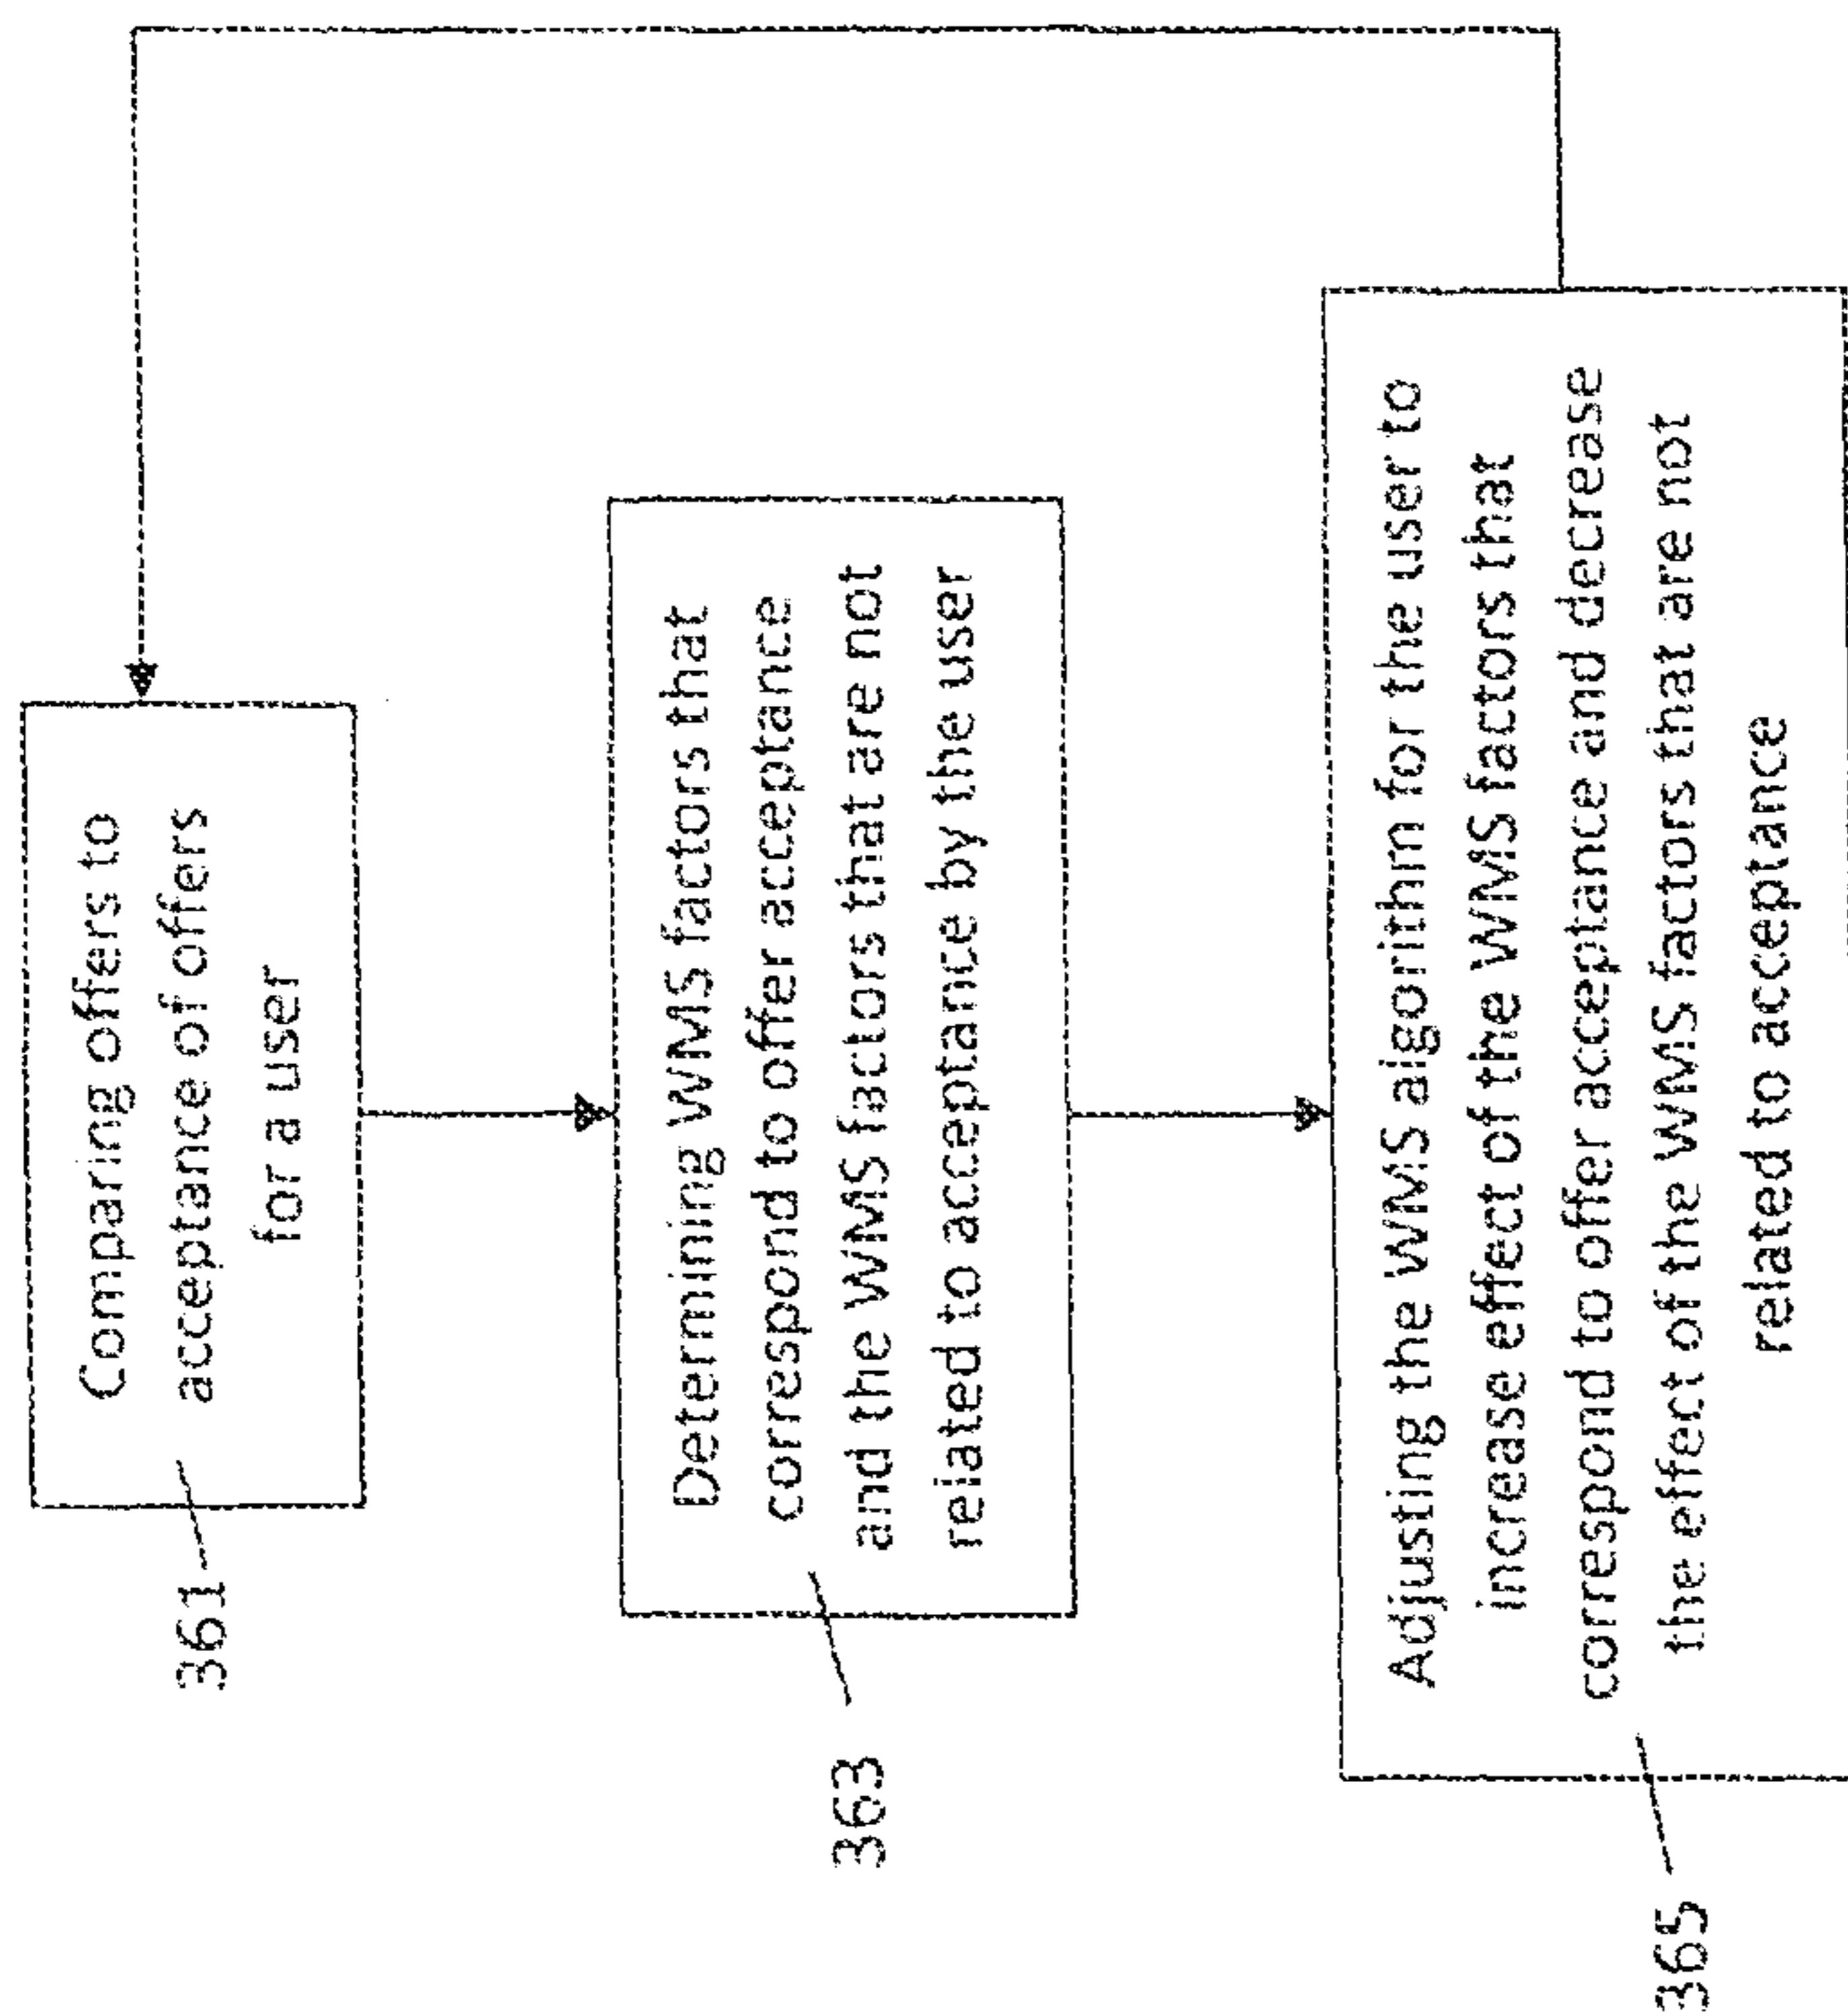 Comparing offers to
acceptance of offers
for a user
361
Determining WMS factors that
correspond to offer acceptance
and the WMS factors that are not
related to acceptance by the user
363
Adjusting the WMS algorithm for the user to
increase effect of the WMS factors that
correspond to offer acceptance and decrease
the effect of the WMS factors that are not
related to acceptance
365